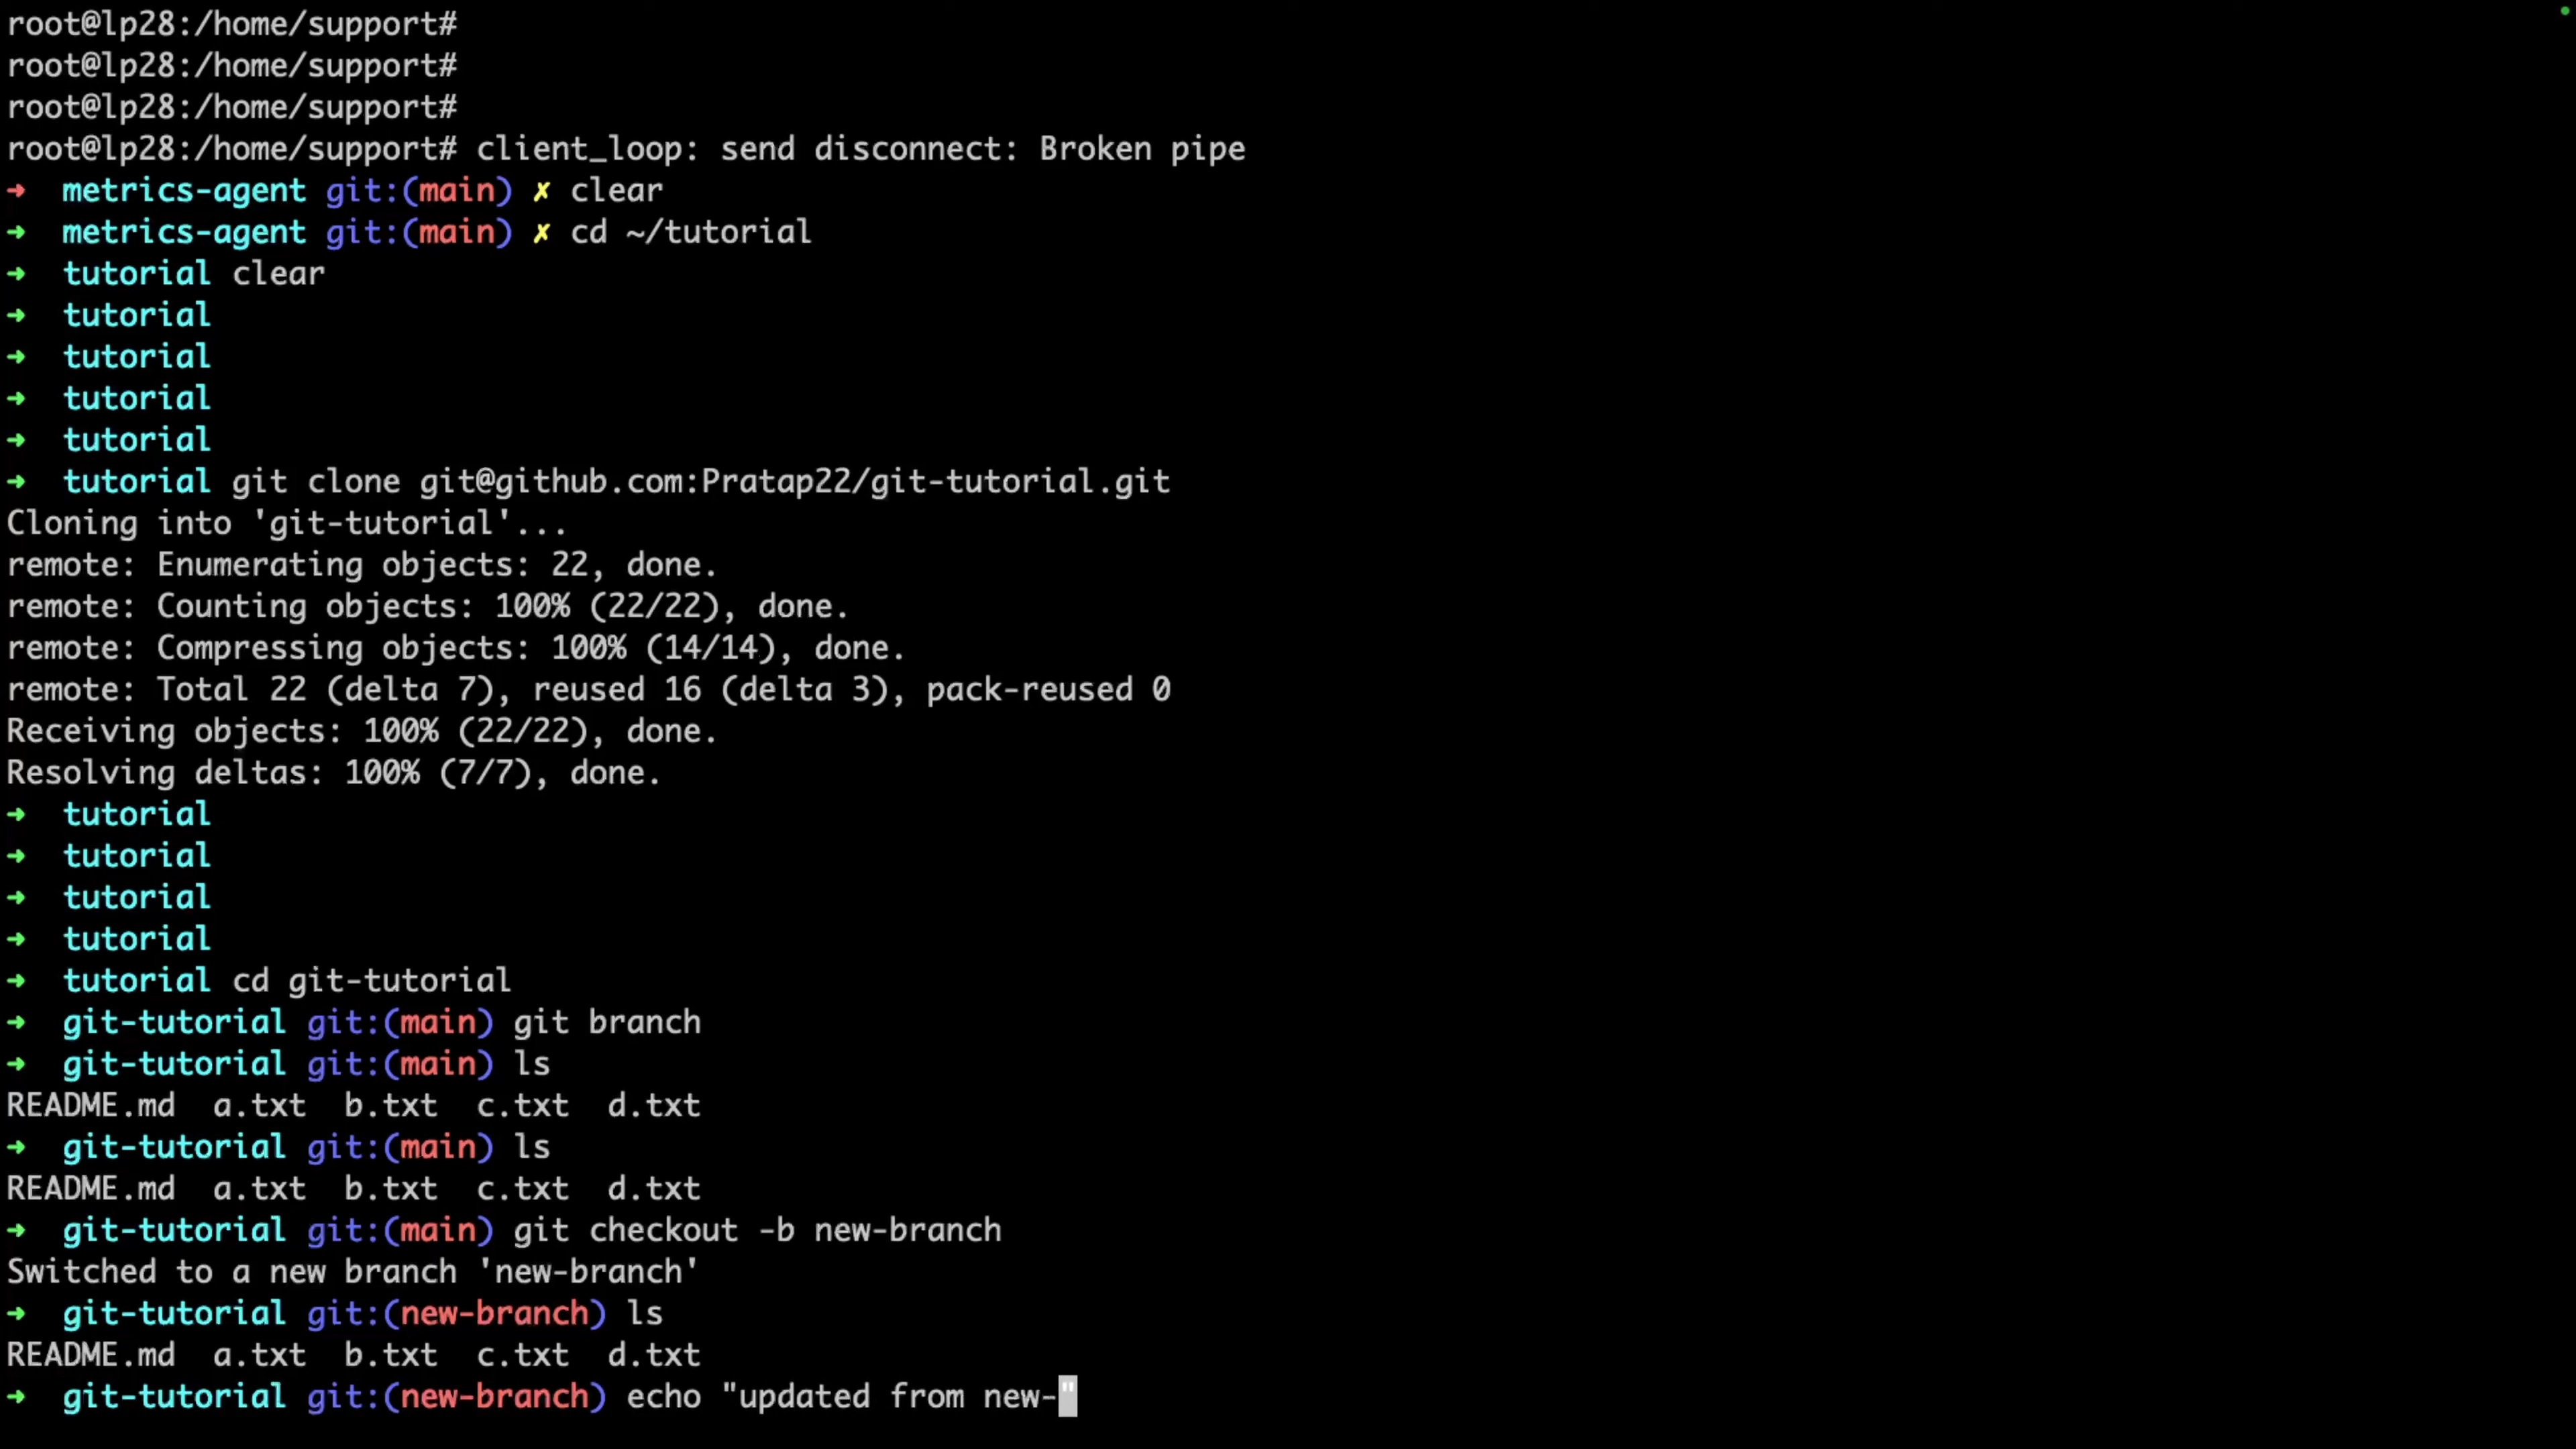 root@lp28:/home/support#
root@lp28:/home/support#
root@lp28:/home/support#
root@lp28:/home/support# client_loop: send disconnect: Broken pipe
➜  metrics-agent git:(main) ✗ clear
➜  metrics-agent git:(main) ✗ cd ~/tutorial
➜  tutorial clear
➜  tutorial
➜  tutorial
➜  tutorial
➜  tutorial
➜  tutorial git clone git@github.com:Pratap22/git-tutorial.git
Cloning into 'git-tutorial'...
remote: Enumerating objects: 22, done.
remote: Counting objects: 100% (22/22), done.
remote: Compressing objects: 100% (14/14), done.
remote: Total 22 (delta 7), reused 16 (delta 3), pack-reused 0
Receiving objects: 100% (22/22), done.
Resolving deltas: 100% (7/7), done.
➜  tutorial
➜  tutorial
➜  tutorial
➜  tutorial
➜  tutorial cd git-tutorial
➜  git-tutorial git:(main) git branch
➜  git-tutorial git:(main) ls
README.md  a.txt  b.txt  c.txt  d.txt
➜  git-tutorial git:(main) ls
README.md  a.txt  b.txt  c.txt  d.txt
➜  git-tutorial git:(main) git checkout -b new-branch
Switched to a new branch 'new-branch'
➜  git-tutorial git:(new-branch) ls
README.md  a.txt  b.txt  c.txt  d.txt
➜  git-tutorial git:(new-branch) echo "updated from new-"